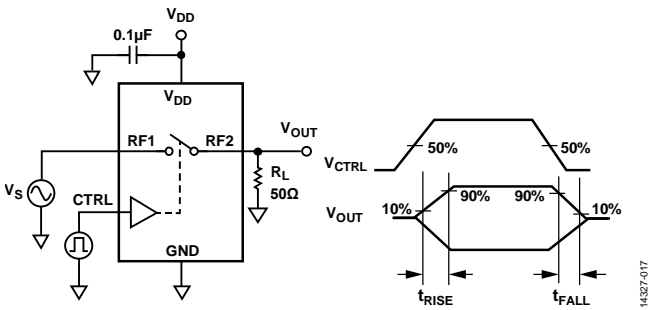 VDD
0.1µF
VDD
RF1
RF2
VOUT
RL
50Ω
VS
CTRL
GND
VCTRL
50%
50%
VOUT
10%
90%
90%
10%
tRISE
tFALL
14327-017